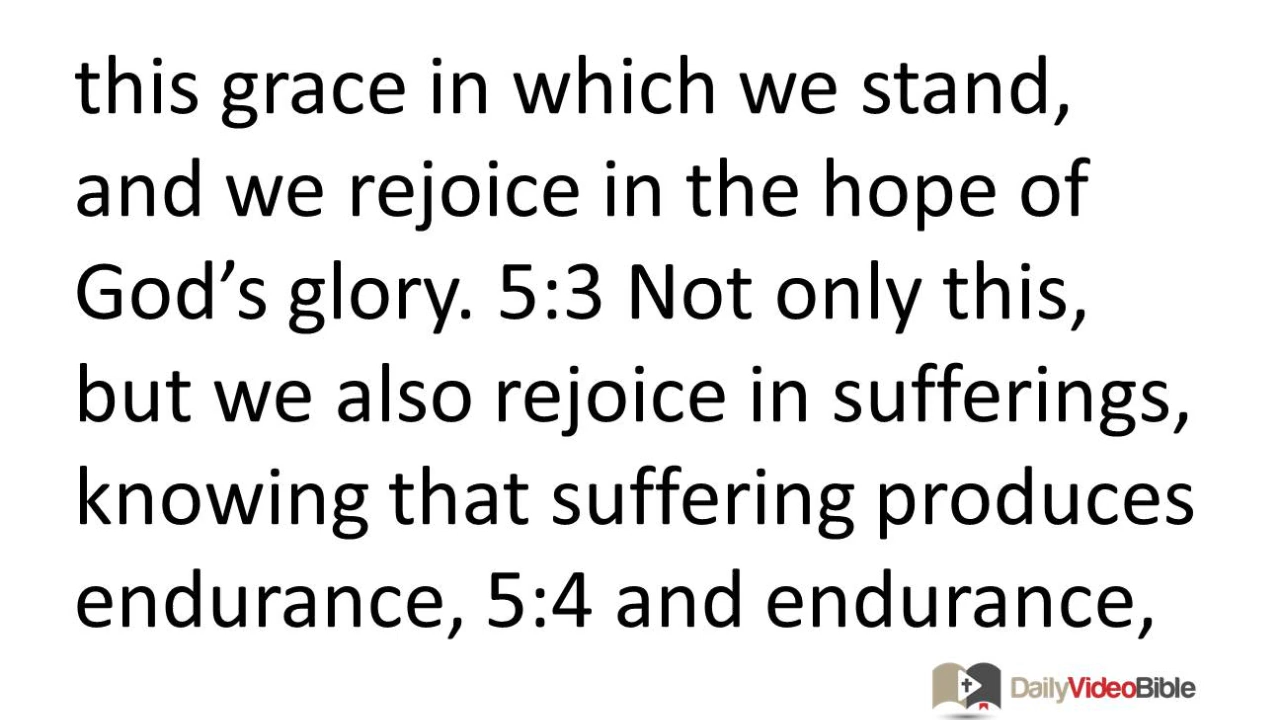 this grace in which we stand,
and we rejoice in the hope of
God’s glory. 5:3 Not only this,
but we also rejoice in sufferings,
knowing that suffering produces
endurance, 5:4 and endurance,
DailyVideoBible